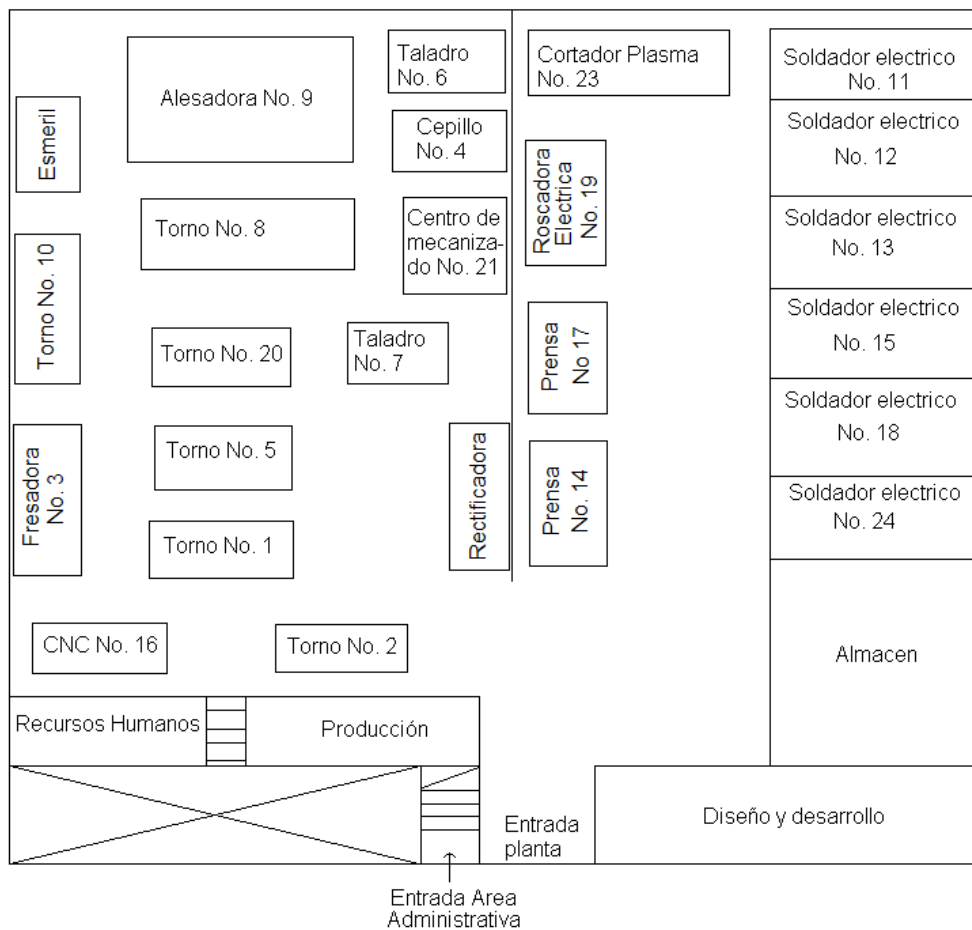 Taladro
No. 6
Cortador Plasma
No. 23
Soldador electrico
No. 11
Alesadora No. 9
Esmeril
Cepillo
No. 4
Soldador electrico
No. 12
Roscadora
Electrica
No. 19
Torno No. 8
Centro de
mecaniza-
do No. 21
Soldador electrico
No. 13
Torno No. 10
Torno No. 20
Taladro
No. 7
Prensa
No 17
Soldador electrico
No. 15
Soldador electrico
No. 18
Fresadora
No. 3
Torno No. 5
Rectificadora
Prensa
No. 14
Soldador electrico
No. 24
Torno No. 1
CNC No. 16
Torno No. 2
Almacen
Recursos Humanos
Producción
Entrada
planta
Diseño y desarrollo
Entrada Area
Administrativa